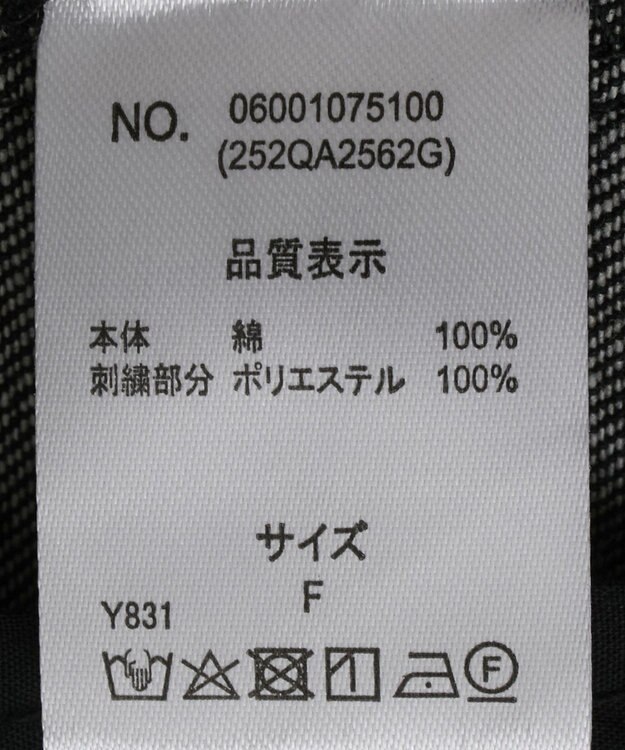 NO. 06001075100
(252QA2562G)
品質表示
本体 綿 100%
刺繍部分 ポリエステル 100%
サイズ
F
Y831
F